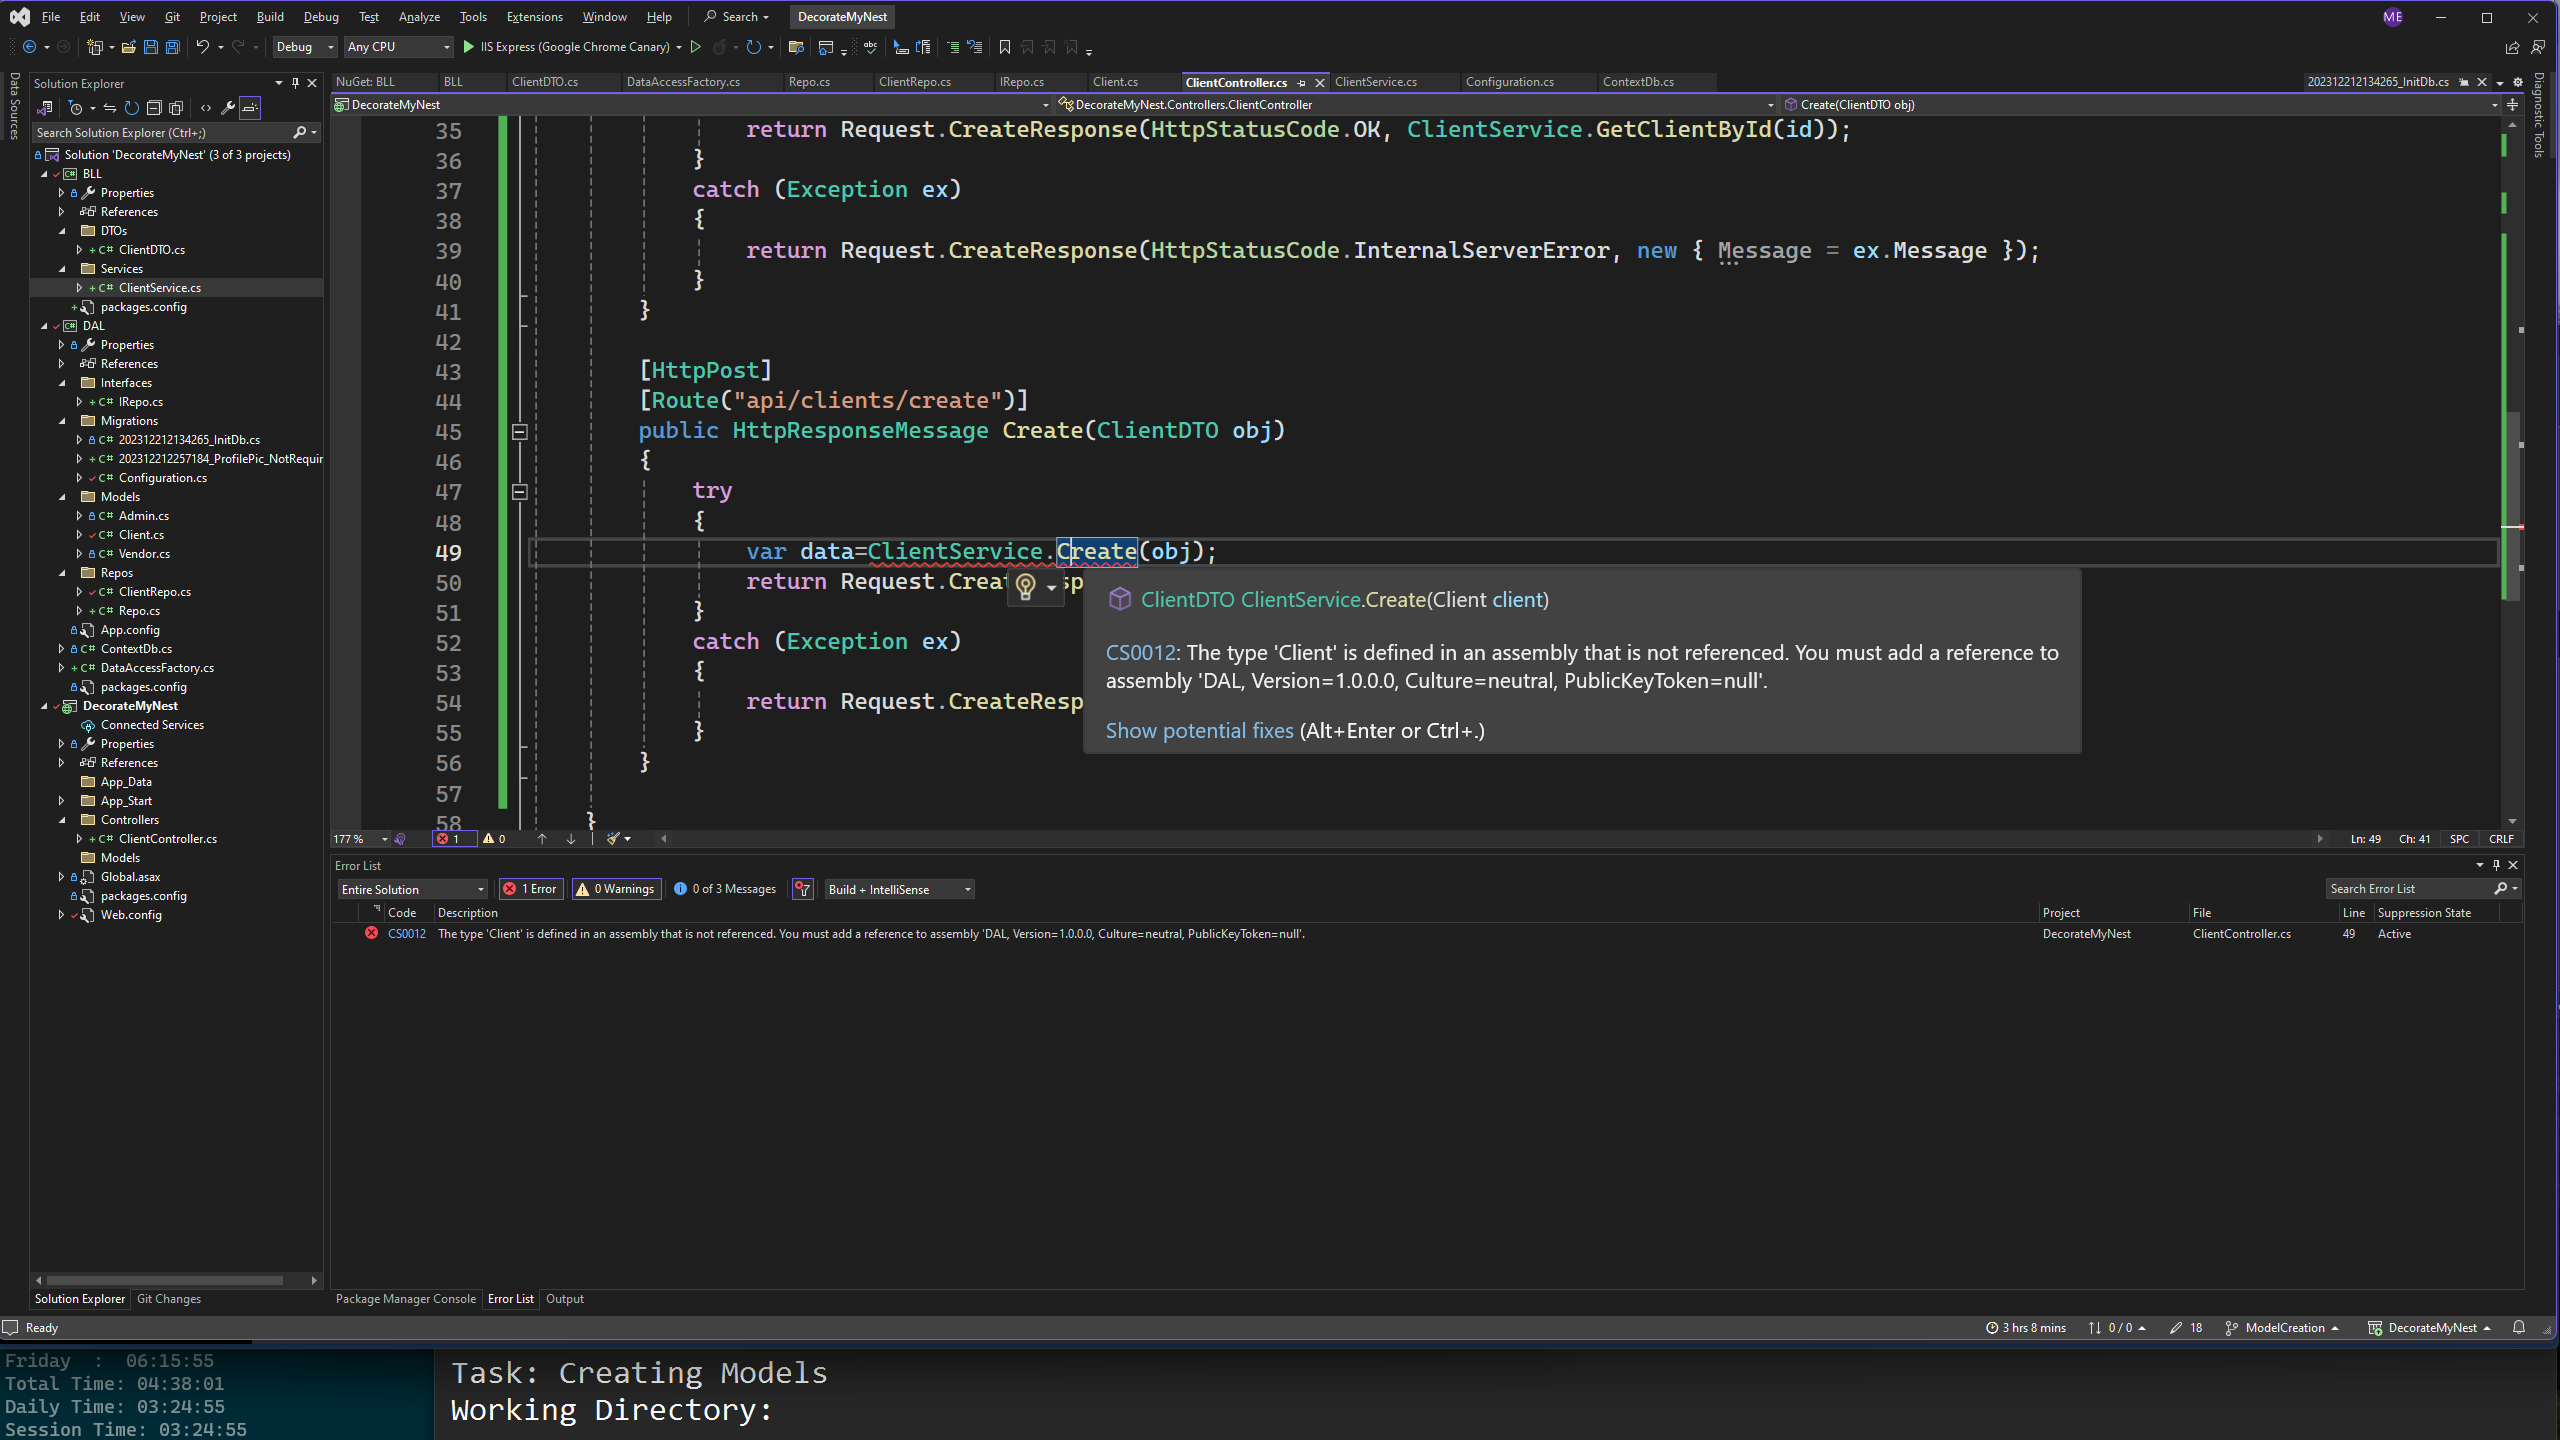 File Edit View Git Project Build Debug Test Analyze Tools Extensions Window Help Search DecorateMyNest ME
Debug Any CPU IIS Express (Google Chrome Canary)
Data Sources
Solution Explorer
Search Solution Explorer (Ctrl+;)
Solution 'DecorateMyNest' (3 of 3 projects)
BLL
Properties
References
DTOs
ClientDTO.cs
Services
ClientService.cs
packages.config
DAL
Properties
References
Interfaces
IRepo.cs
Migrations
202312212134265_InitDb.cs
202312212257184_ProfilePic_NotRequir
Configuration.cs
Models
Admin.cs
Client.cs
Vendor.cs
Repos
ClientRepo.cs
Repo.cs
App.config
ContextDb.cs
DataAccessFactory.cs
packages.config
DecorateMyNest
Connected Services
Properties
References
App_Data
App_Start
Controllers
ClientController.cs
Models
Global.asax
packages.config
Web.config
Solution Explorer Git Changes
NuGet: BLL BLL ClientDTO.cs DataAccessFactory.cs Repo.cs ClientRepo.cs IRepo.cs Client.cs ClientController.cs ClientService.cs Configuration.cs ContextDb.cs 202312212134265_InitDb.cs
DecorateMyNest DecorateMyNest.Controllers.ClientController Create(ClientDTO obj)
Diagnostic Tools
35 return Request.CreateResponse(HttpStatusCode.OK, ClientService.GetClientById(id));
36 }
37 catch (Exception ex)
38 {
39 return Request.CreateResponse(HttpStatusCode.InternalServerError, new { Message = ex.Message });
40 }
41 }
42
43 [HttpPost]
44 [Route("api/clients/create")]
45 public HttpResponseMessage Create(ClientDTO obj)
46 {
47 try
48 {
49 var data=ClientService.Create(obj);
50 return Request.Creat sp
51 }
52 catch (Exception ex)
53 {
54 return Request.CreateResp
55 }
56 }
57
58 }
ClientDTO ClientService.Create(Client client)
CS0012: The type 'Client' is defined in an assembly that is not referenced. You must add a reference to
assembly 'DAL, Version=1.0.0.0, Culture=neutral, PublicKeyToken=null'.
Show potential fixes (Alt+Enter or Ctrl+.)
177 % 1 0 Ln: 49 Ch: 41 SPC CRLF
Error List
Entire Solution 1 Error 0 Warnings 0 of 3 Messages Build + IntelliSense Search Error List
Code Description Project File Line Suppression State
CS0012 The type 'Client' is defined in an assembly that is not referenced. You must add a reference to assembly 'DAL, Version=1.0.0.0, Culture=neutral, PublicKeyToken=null'. DecorateMyNest ClientController.cs 49 Active
Package Manager Console Error List Output
Ready 3 hrs 8 mins 0 / 0 18 ModelCreation DecorateMyNest
Friday : 06:15:55
Total Time: 04:38:01
Daily Time: 03:24:55
Session Time: 03:24:55
Task: Creating Models
Working Directory: